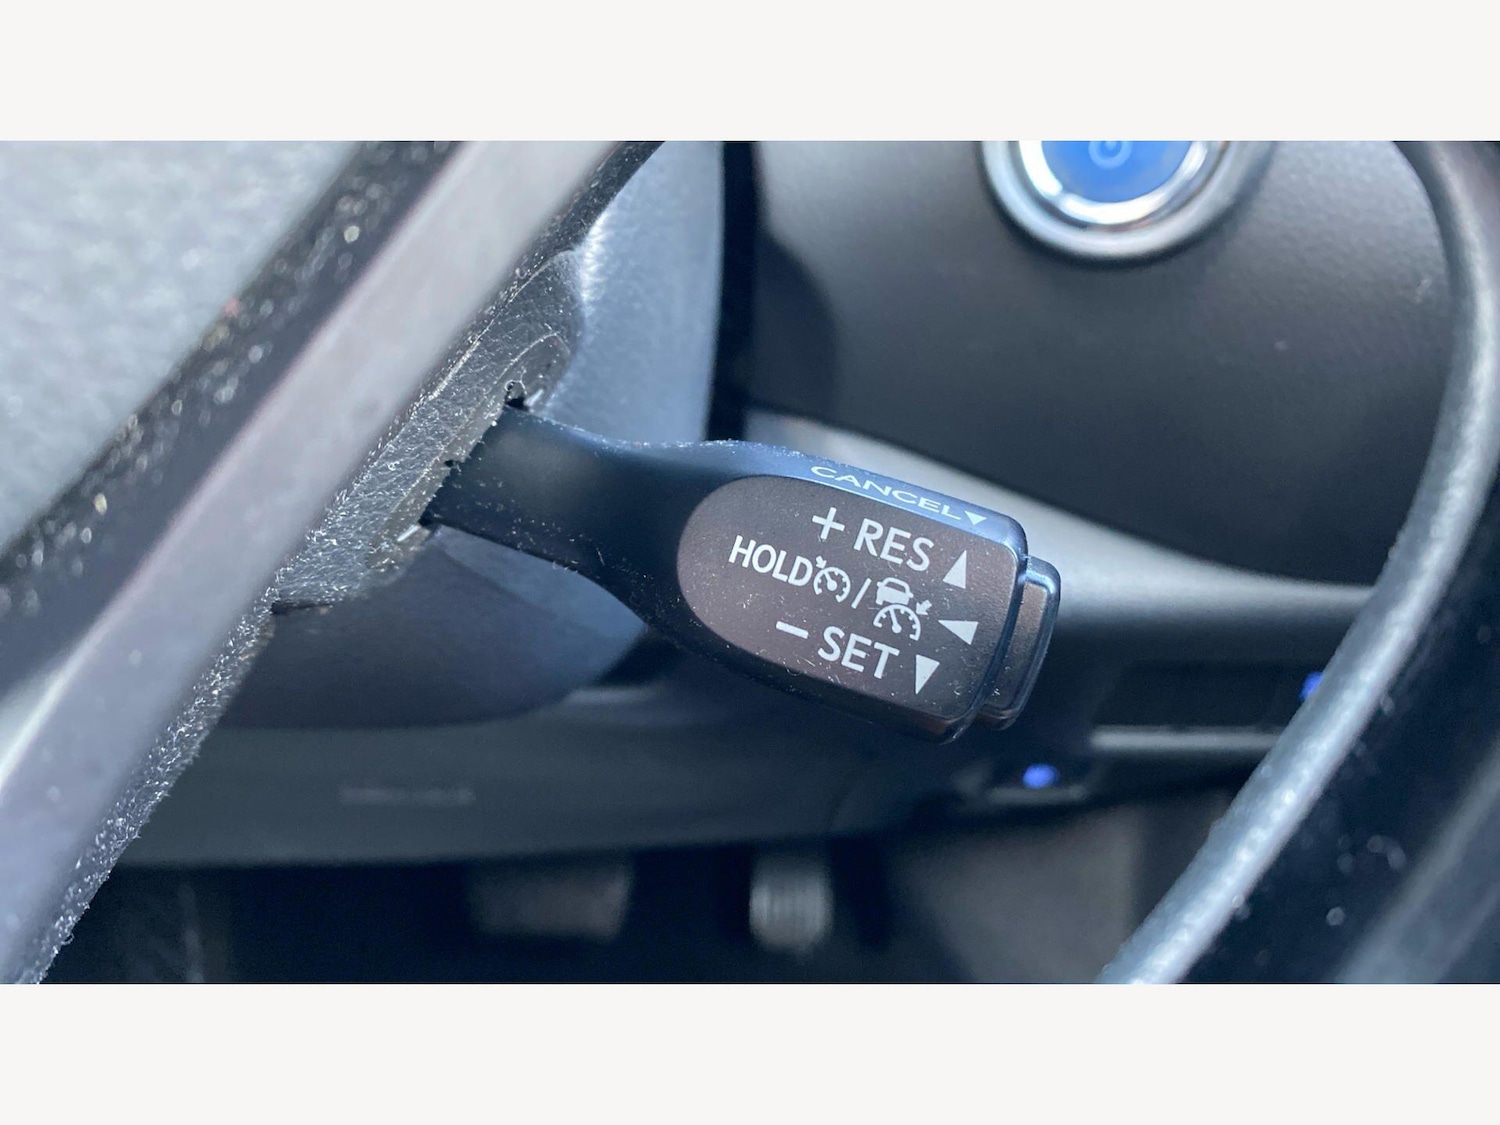 CANCEL▼
+ RES ▲
HOLD / ◀
− SET ▼